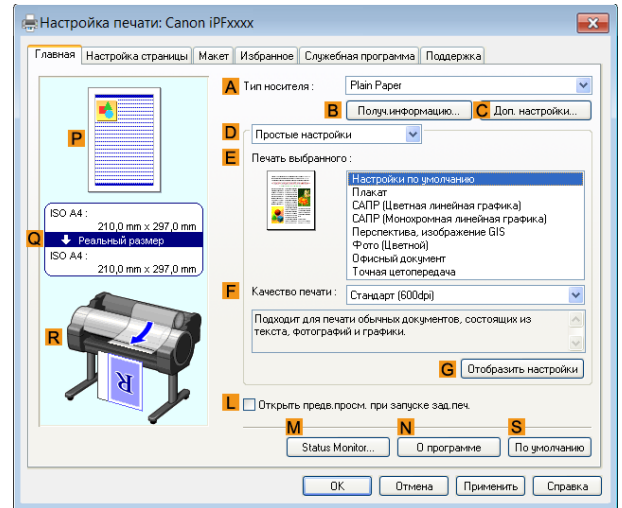 Настройка печати: Canon iPFxxxx
Главная Настройка страницы Макет Избранное Служебная программа Поддержка
A Тип носителя : Plain Paper
B Получ.информацию... C Доп. настройки...
P
D Простые настройки
E Печать выбранного :
Настройки по умолчанию
Плакат
САПР (Цветная линейная графика)
САПР (Монохромная линейная графика)
Перспектива, изображение GIS
Фото (Цветной)
Офисный документ
Точная цетопередача
ISO A4 :
210,0 mm x 297,0 mm
Q Реальный размер
ISO A4 :
210,0 mm x 297,0 mm
F Качество печати : Стандарт (600dpi)
Подходит для печати обычных документов, состоящих из
текста, фотографий и графики.
R
G Отобразить настройки
L Открыть предв.просм. при запуске зад.печ.
M N S
Status Monitor... О программе По умолчанию
OK Отмена Применить Справка